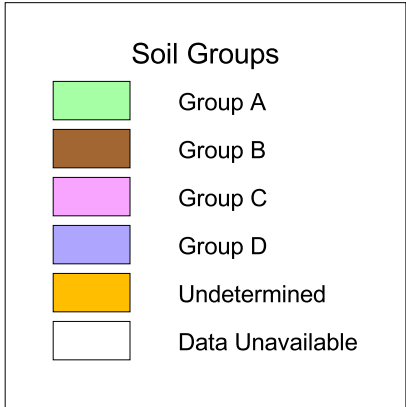 Soil Groups
Group A
Group B
Group C
Group D
Undetermined
Data Unavailable